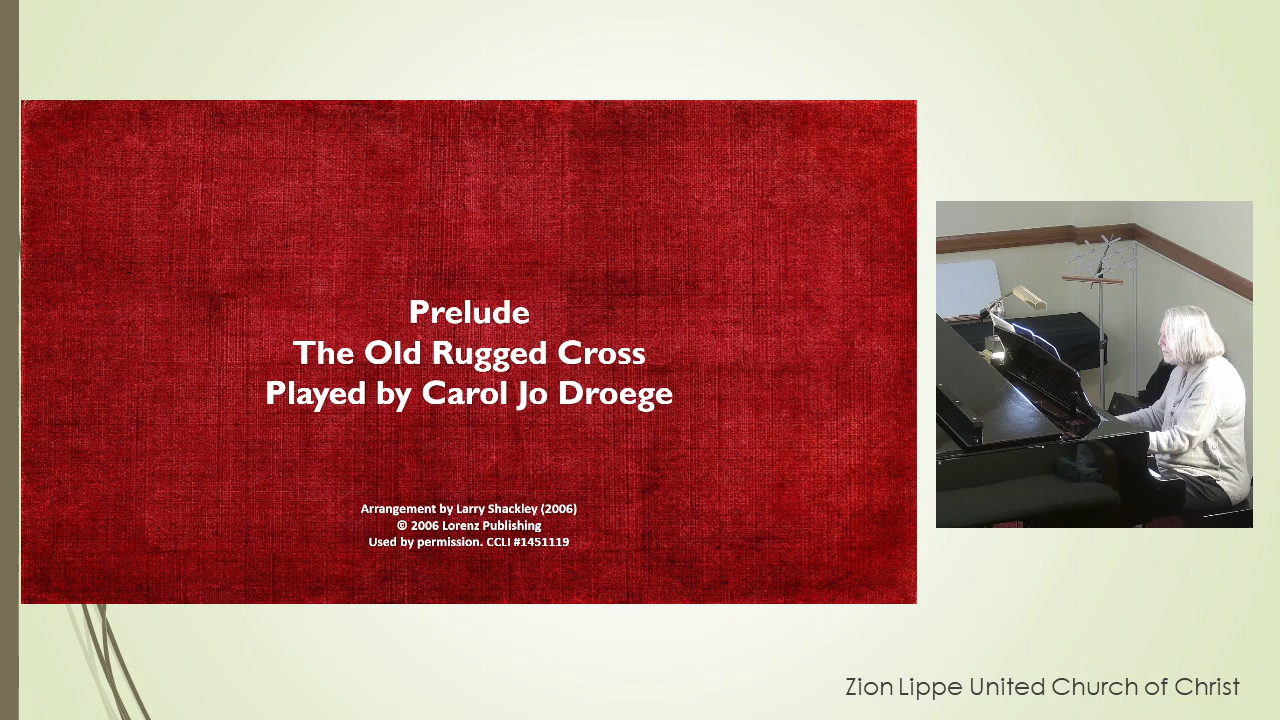 Prelude
The Old Rugged Cross
Played by Carol Jo Droege
Arrangement by Larry Shackley (2006)
© 2006 Lorenz Publishing
Used by permission. CCLI #1451119
Zion Lippe United Church of Christ